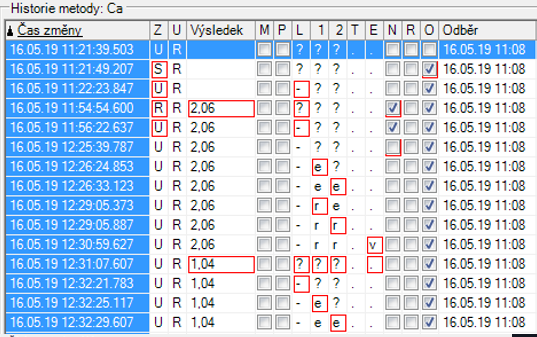 Historie metody: Ca
Čas změny Z U Výsledek M P L 1 2 T E N R O Odběr
16.05.19 11:21:39.503 U R ? ? ? . . 16.05.19 11:08
16.05.19 11:21:49.207 S R ? ? ? . . 16.05.19 11:08
16.05.19 11:22:23.847 U R - ? ? . . 16.05.19 11:08
16.05.19 11:54:54.600 R R 2,06 ? ? ? . . 16.05.19 11:08
16.05.19 11:56:22.637 U R 2,06 - ? ? . . 16.05.19 11:08
16.05.19 12:25:39.787 U R 2,06 - ? ? . . 16.05.19 11:08
16.05.19 12:26:24.853 U R 2,06 - e ? . . 16.05.19 11:08
16.05.19 12:26:33.123 U R 2,06 - e e . . 16.05.19 11:08
16.05.19 12:29:05.373 U R 2,06 - r e . . 16.05.19 11:08
16.05.19 12:29:05.887 U R 2,06 - r r . . 16.05.19 11:08
16.05.19 12:30:59.627 U R 2,06 - r r . v 16.05.19 11:08
16.05.19 12:31:07.607 U R 1,04 ? ? ? . . 16.05.19 11:08
16.05.19 12:32:21.783 U R 1,04 - ? ? . . 16.05.19 11:08
16.05.19 12:32:25.117 U R 1,04 - e ? . . 16.05.19 11:08
16.05.19 12:32:29.607 U R 1,04 - e e . . 16.05.19 11:08